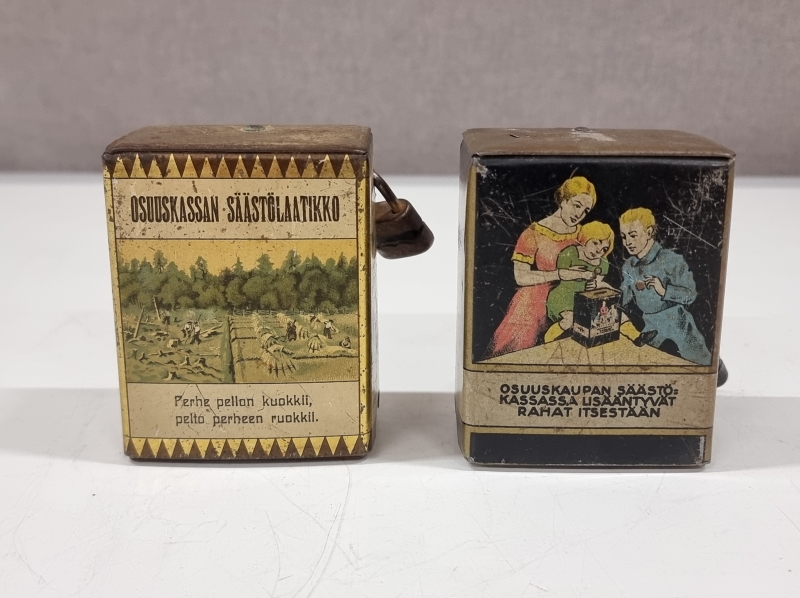 OSUUSKASSAN-SÄÄSTÖLAATIKKO
Perhe pellon kuokkii,
pelto perheen ruokkii.
OSUUSKAUPAN SÄÄSTÖ-
KASSASSA LISÄÄNTYVÄT
RAHAT ITSESTÄÄN